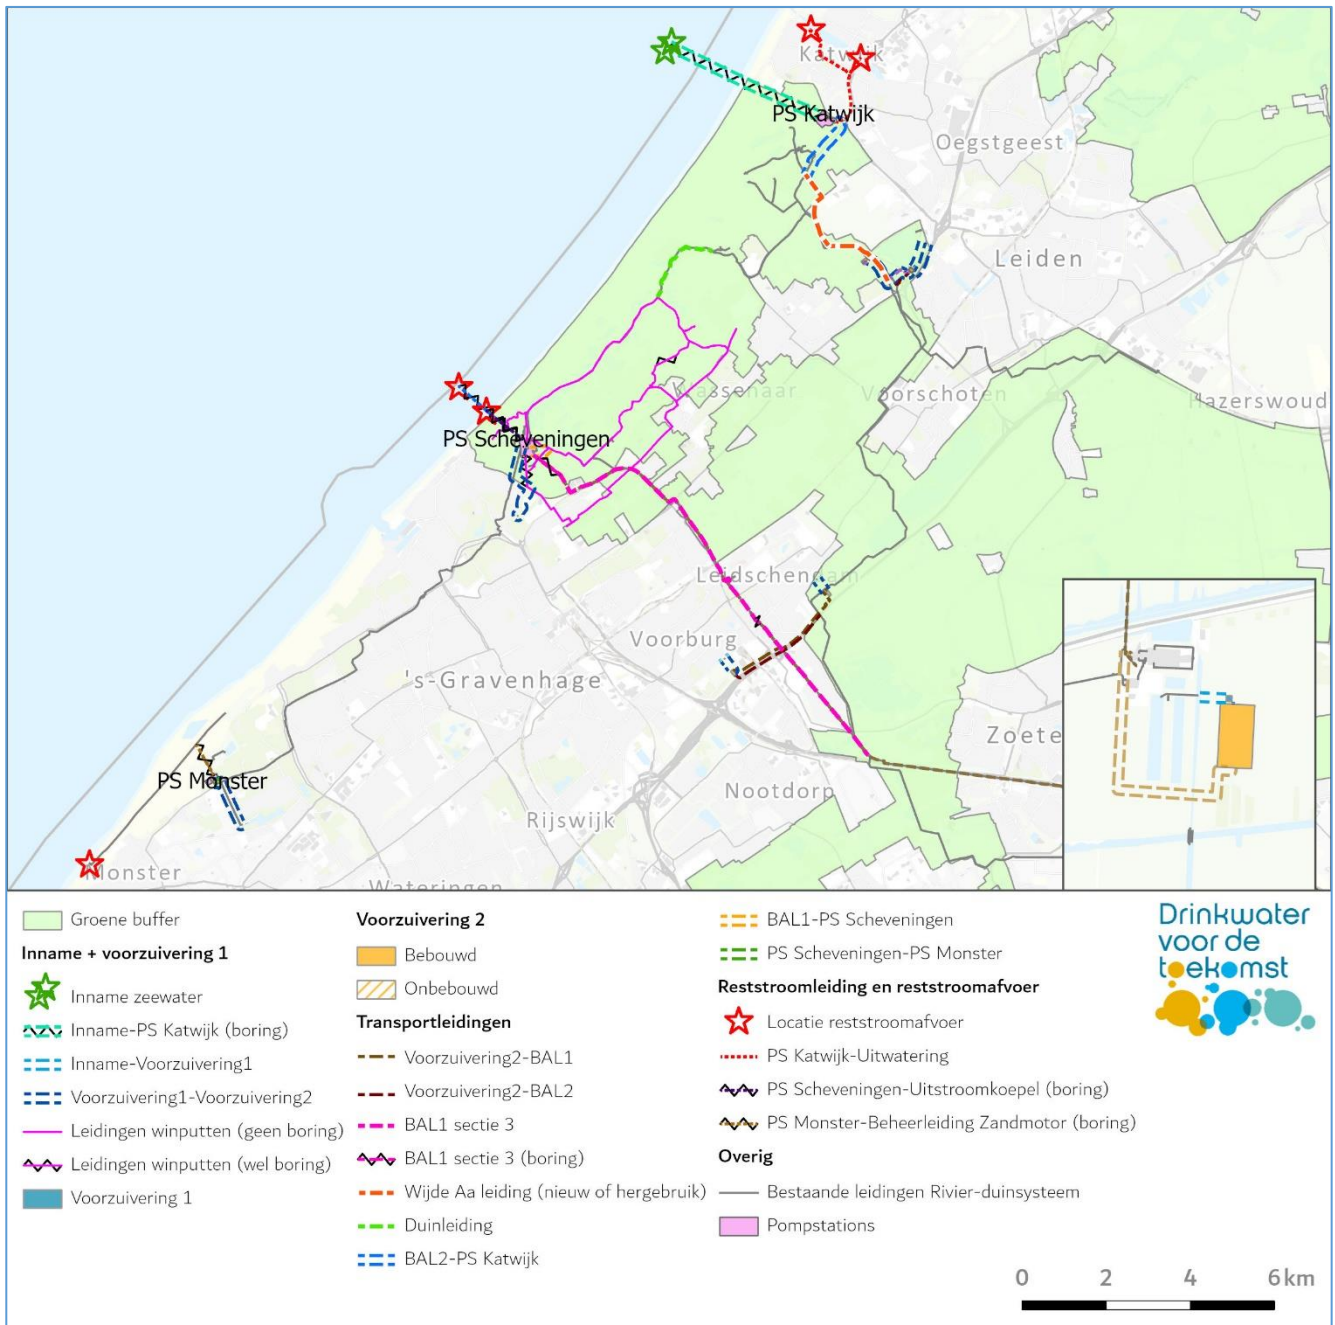 Katwijk
PS Katwijk
Oegstgeest
Leiden
Wassenaar
Voorschoten
Hazerswoud
PS Scheveningen
Leidschendam
Voorburg
's-Gravenhage
Zoete
PS Monster
Nootdorp
Rijswijk
Monster
Wateringen
Groene buffer
Inname + voorzuivering 1
Inname zeewater
Inname-PS Katwijk (boring)
Inname-Voorzuivering1
Voorzuivering1-Voorzuivering2
Leidingen winputten (geen boring)
Leidingen winputten (wel boring)
Voorzuivering 1
Voorzuivering 2
Bebouwd
Onbebouwd
Transportleidingen
Voorzuivering2-BAL1
Voorzuivering2-BAL2
BAL1 sectie 3
BAL1 sectie 3 (boring)
Wijde Aa leiding (nieuw of hergebruik)
Duinleiding
BAL2-PS Katwijk
BAL1-PS Scheveningen
PS Scheveningen-PS Monster
Reststroomleiding en reststroomafvoer
Locatie reststroomafvoer
PS Katwijk-Uitwatering
PS Scheveningen-Uitstroomkoepel (boring)
PS Monster-Beheerleiding Zandmotor (boring)
Overig
Bestaande leidingen Rivier-duinsysteem
Pompstations
Drinkwater
voor de
toekomst
0 2 4 6 km